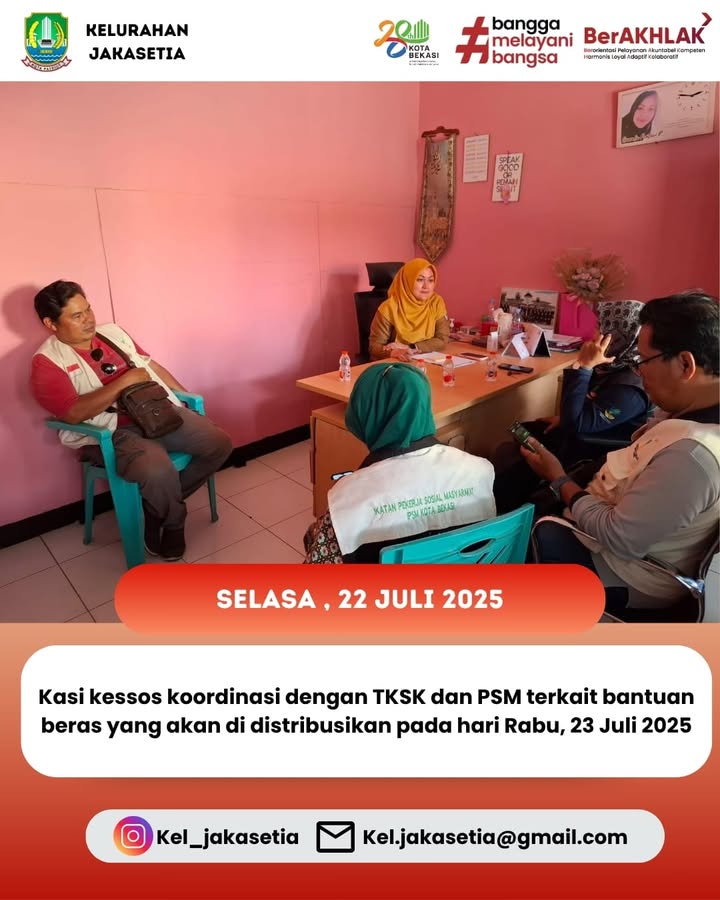 KELURAHAN
JAKASETIA
KOTA
BEKASI
#bangga
melayani
bangsa
BerAKHLAK
Berorientasi Pelayanan Akuntabel Kompeten
Harmonis Loyal Adaptif Kolaboratif
SPEAK
GOOD
OR
REMAIN
SILENT
IKATAN PEKERJA SOSIAL MASYARAKAT
PSM KOTA BEKASI
SELASA , 22 JULI 2025
Kasi kessos koordinasi dengan TKSK dan PSM terkait bantuan
beras yang akan di distribusikan pada hari Rabu, 23 Juli 2025
Kel_jakasetia
Kel.jakasetia@gmail.com